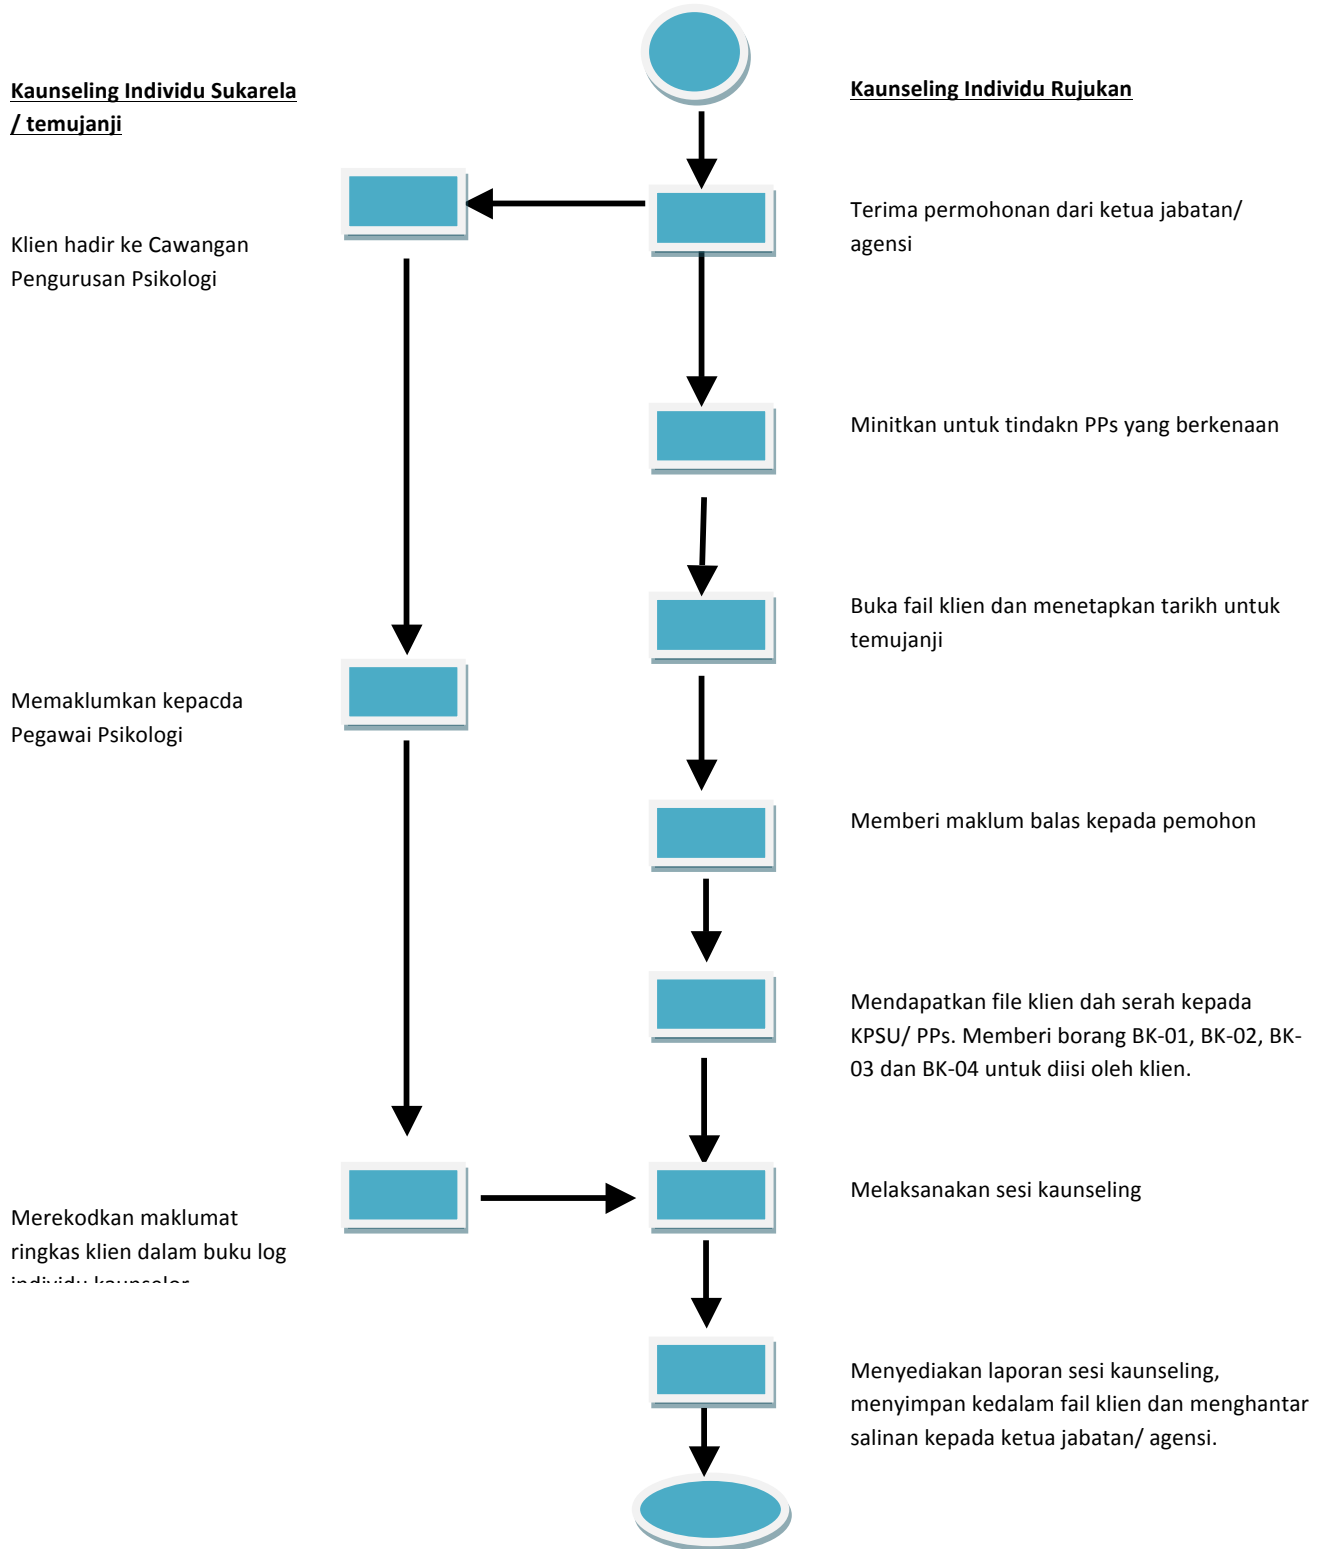 Kaunseling Individu Sukarela
/ temujanji
Klien hadir ke Cawangan
Pengurusan Psikologi
Memaklumkan kepacda
Pegawai Psikologi
Merekodkan maklumat
ringkas klien dalam buku log
individu kaunselor
Kaunseling Individu Rujukan
Terima permohonan dari ketua jabatan/
agensi
Minitkan untuk tindakn PPs yang berkenaan
Buka fail klien dan menetapkan tarikh untuk
temujanji
Memberi maklum balas kepada pemohon
Mendapatkan file klien dah serah kepada
KPSU/ PPs. Memberi borang BK-01, BK-02, BK-
03 dan BK-04 untuk diisi oleh klien.
Melaksanakan sesi kaunseling
Menyediakan laporan sesi kaunseling,
menyimpan kedalam fail klien dan menghantar
salinan kepada ketua jabatan/ agensi.